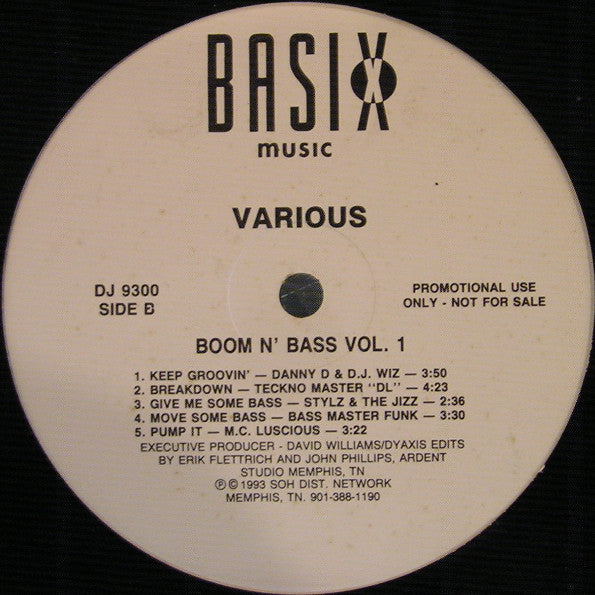 BASIX
MUSIC
VARIOUS
DJ 9300
SIDE B
PROMOTIONAL USE
ONLY - NOT FOR SALE
BOOM N' BASS VOL. 1
1. KEEP GROOVIN' — DANNY D & D.J. WIZ — 3:50
2. BREAKDOWN — TECKNO MASTER "DL" — 4:23
3. GIVE ME SOME BASS — STYLZ & THE JIZZ — 2:36
4. MOVE SOME BASS — BASS MASTER FUNK — 3:30
5. PUMP IT — M.C. LUSCIOUS — 3:22
EXECUTIVE PRODUCER - DAVID WILLIAMS/DYAXIS EDITS
BY ERIK FLETTRICH AND JOHN PHILLIPS, ARDENT
STUDIO MEMPHIS, TN
℗ © 1993 SOH DIST. NETWORK
MEMPHIS, TN. 901-388-1190